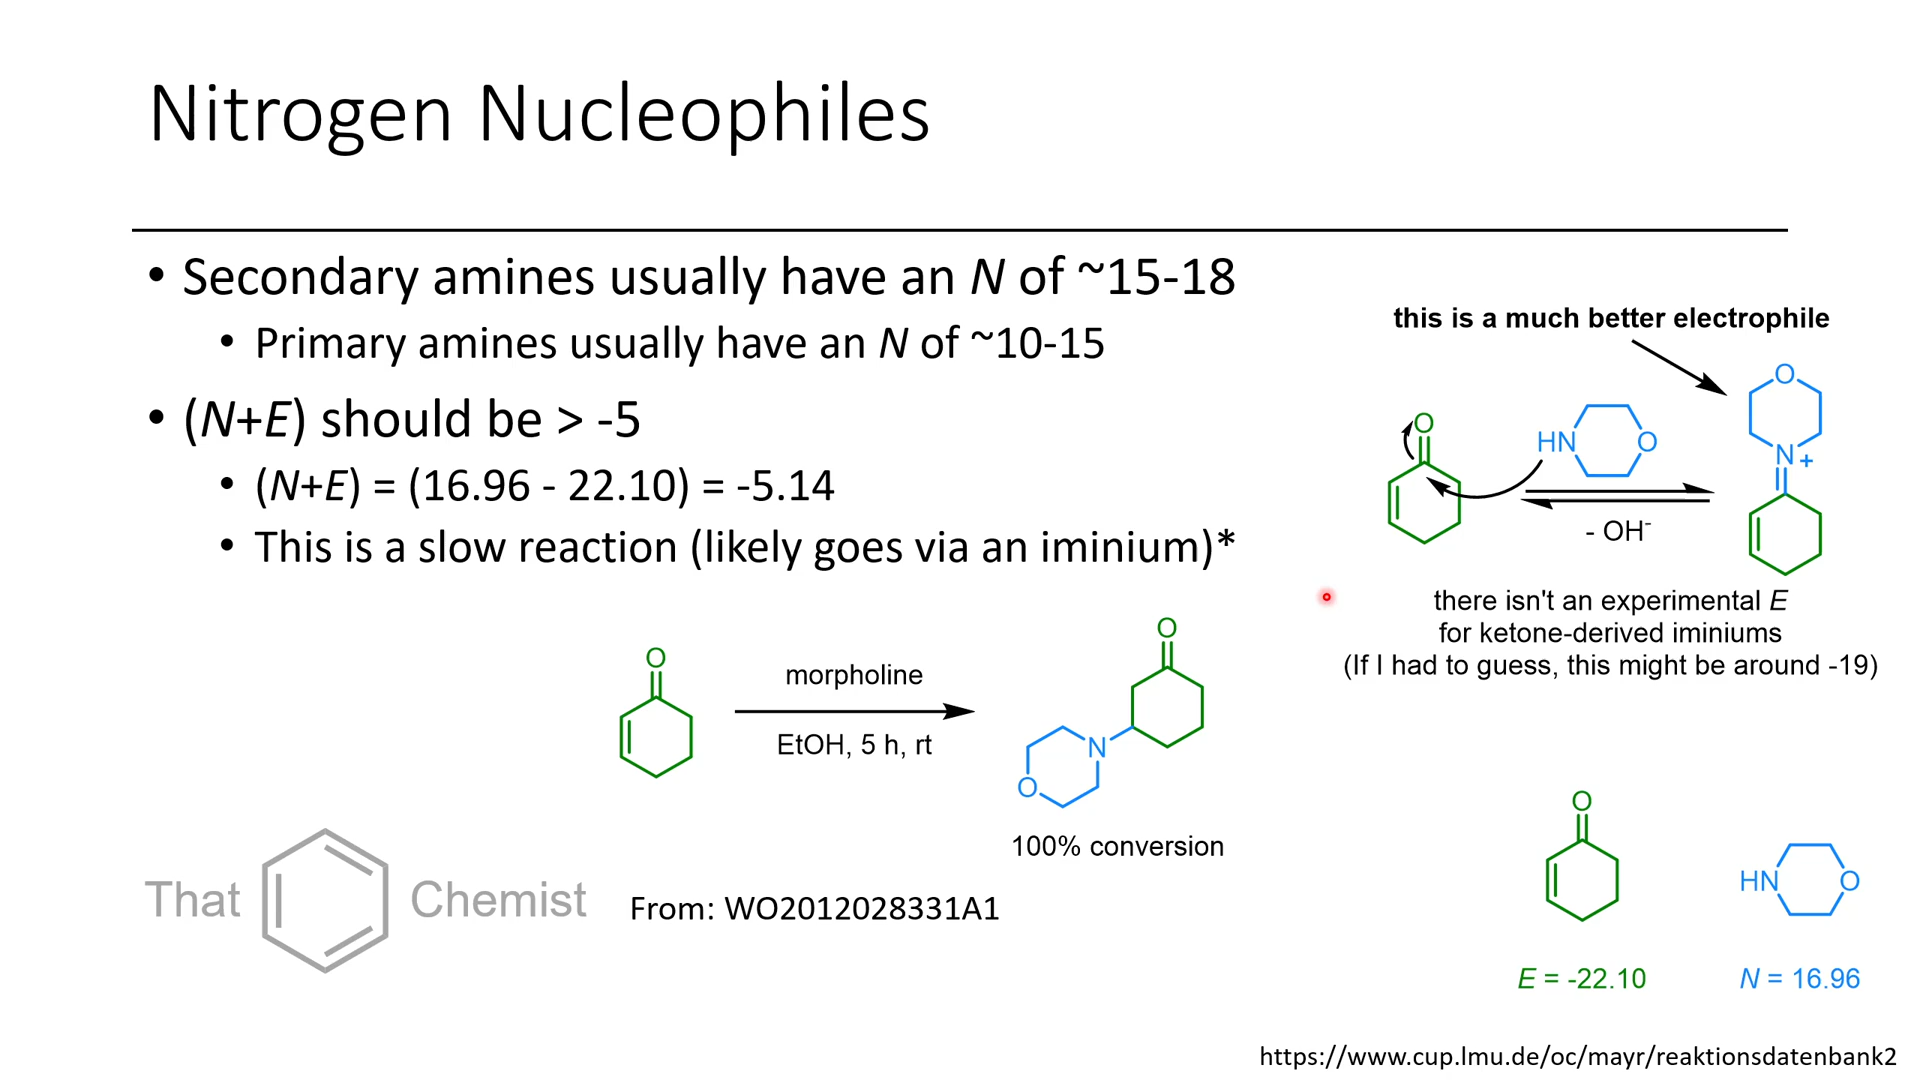 Nitrogen Nucleophiles
• Secondary amines usually have an N of ~15-18
• Primary amines usually have an N of ~10-15
• (N+E) should be > -5
• (N+E) = (16.96 - 22.10) = -5.14
• This is a slow reaction (likely goes via an iminium)*
this is a much better electrophile
O
HN
O
- OH⁻
O
N+
there isn't an experimental E
for ketone-derived iminiums
(If I had to guess, this might be around -19)
O
morpholine
EtOH, 5 h, rt
O
N
O
100% conversion
That Chemist
From: WO2012028331A1
O
HN
O
E = -22.10
N = 16.96
https://www.cup.lmu.de/oc/mayr/reaktionsdatenbank2